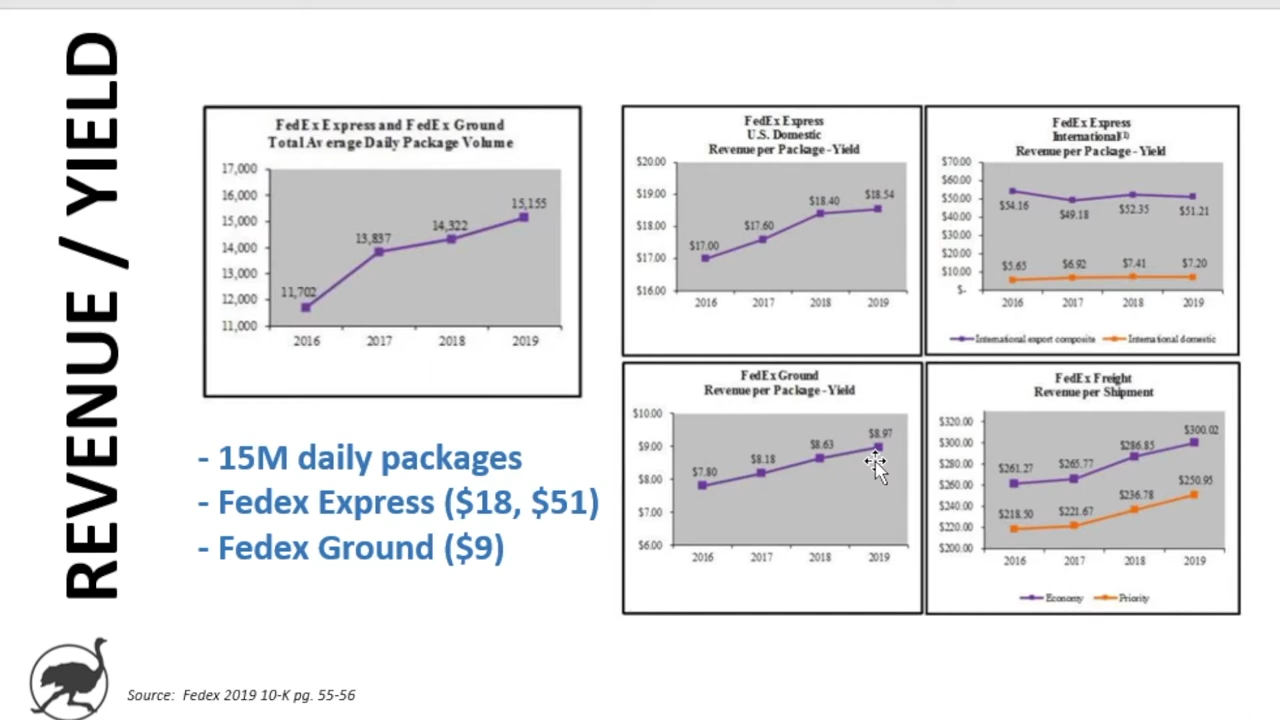 REVENUE / YIELD
FedEx Express and FedEx Ground
Total Average Daily Package Volume
17,000
16,000
15,000
14,000
13,000
12,000
11,000
11,702
13,837
14,322
15,155
2016 2017 2018 2019
- 15M daily packages
- Fedex Express ($18, $51)
- Fedex Ground ($9)
FedEx Express
U.S. Domestic
Revenue per Package - Yield
$20.00
$19.00
$18.00
$17.00
$16.00
$17.00
$17.60
$18.40
$18.54
2016 2017 2018 2019
FedEx Express
International(1)
Revenue per Package - Yield
$70.00
$60.00
$50.00
$40.00
$30.00
$20.00
$10.00
$-
$54.16
$49.18
$52.35
$51.21
$5.65
$6.92
$7.41
$7.20
2016 2017 2018 2019
International export composite International domestic
FedEx Ground
Revenue per Package - Yield
$10.00
$9.00
$8.00
$7.00
$6.00
$7.80
$8.18
$8.63
$8.97
2016 2017 2018 2019
FedEx Freight
Revenue per Shipment
$320.00
$300.00
$280.00
$260.00
$240.00
$220.00
$200.00
$261.27
$265.77
$286.85
$300.02
$218.50
$221.67
$236.78
$250.95
2016 2017 2018 2019
Economy Priority
Source: Fedex 2019 10-K pg. 55-56